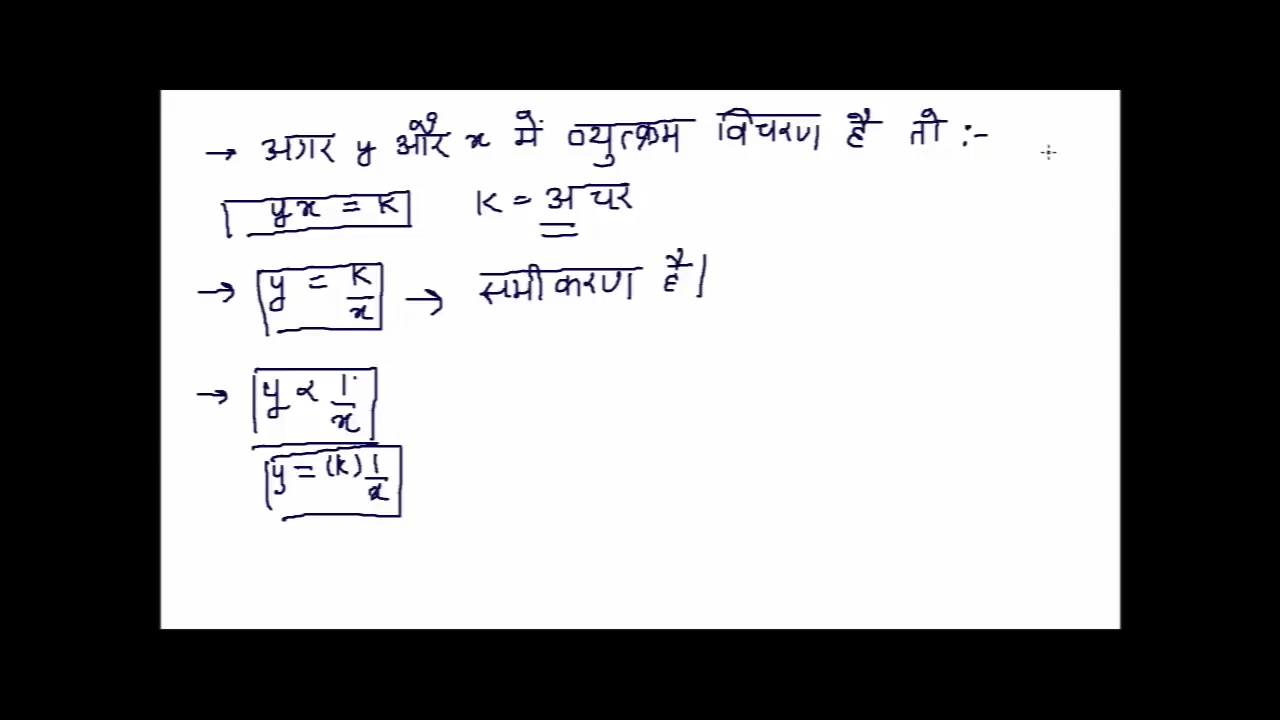 → अगर y और x में व्युत्क्रम विचरण है तो :-
yx = K K = अचर
→ y = K/x → समीकरण है।
→ y ∝ 1/x
y = (K) 1/x